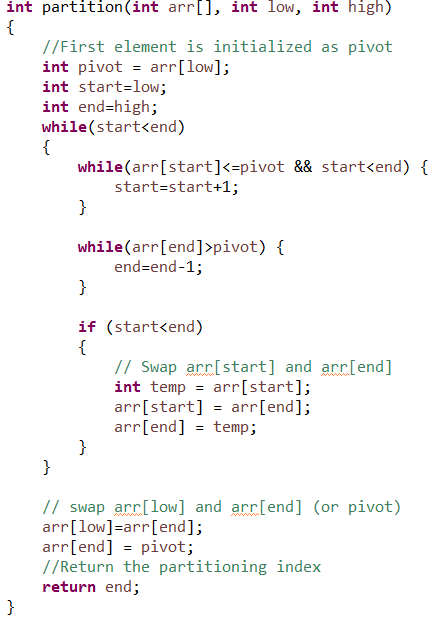 int partition(int arr[], int low, int high)
{
    //First element is initialized as pivot
    int pivot = arr[low];
    int start=low;
    int end=high;
    while(start<end)
    {
        while(arr[start]<=pivot && start<end) {
            start=start+1;
        }

        while(arr[end]>pivot) {
            end=end-1;
        }

        if (start<end)
        {
            // Swap arr[start] and arr[end]
            int temp = arr[start];
            arr[start] = arr[end];
            arr[end] = temp;
        }
    }

    // swap arr[low] and arr[end] (or pivot)
    arr[low]=arr[end];
    arr[end] = pivot;
    //Return the partitioning index
    return end;
}